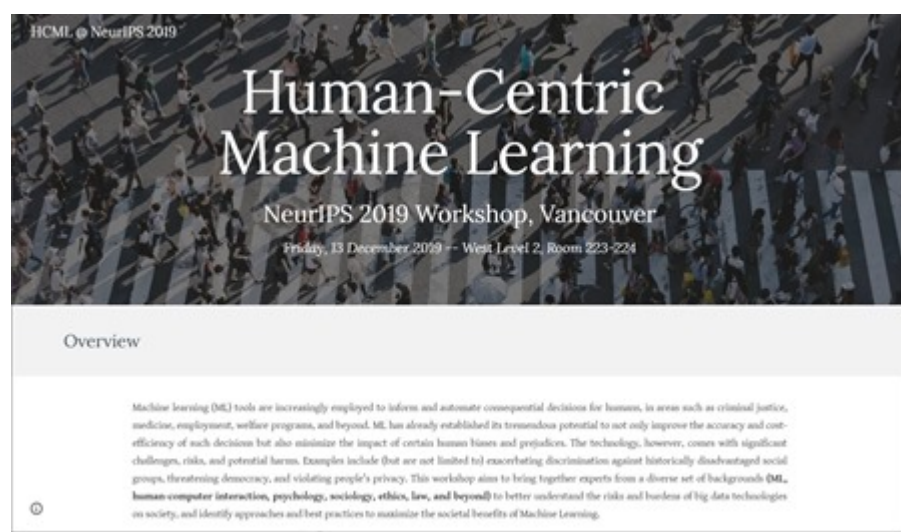 HCML @ NeurIPS 2019
Human-Centric
Machine Learning
NeurIPS 2019 Workshop, Vancouver
Friday, 13 December 2019 -- West Level 2, Room 223-224
Overview
Machine learning (ML) tools are increasingly employed to inform and automate consequential decisions for humans, in areas such as criminal justice,
medicine, employment, welfare programs, and beyond. ML has already established its tremendous potential to not only improve the accuracy and cost-
efficiency of such decisions but also minimize the impact of certain human biases and prejudices. The technology, however, comes with significant
challenges, risks, and potential harms. Examples include (but are not limited to) exacerbating discrimination against historically disadvantaged social
groups, threatening democracy, and violating people's privacy. This workshop aims to bring together experts from a diverse set of backgrounds (ML,
human-computer interaction, psychology, sociology, ethics, law, and beyond) to better understand the risks and burdens of big data technologies
on society, and identify approaches and best practices to maximize the societal benefits of Machine Learning.